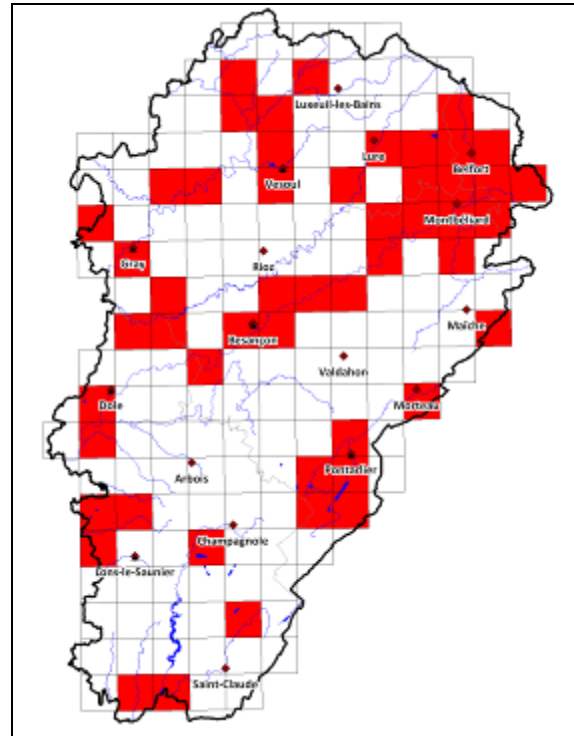 Luxeuil-les-Bains
Lure
Belfort
Vesoul
Montbéliard
Gray
Rioz
Maîche
Besançon
Valdahon
Dole
Morteau
Pontarlier
Arbois
Champagnole
Lons-le-Saunier
Saint-Claude